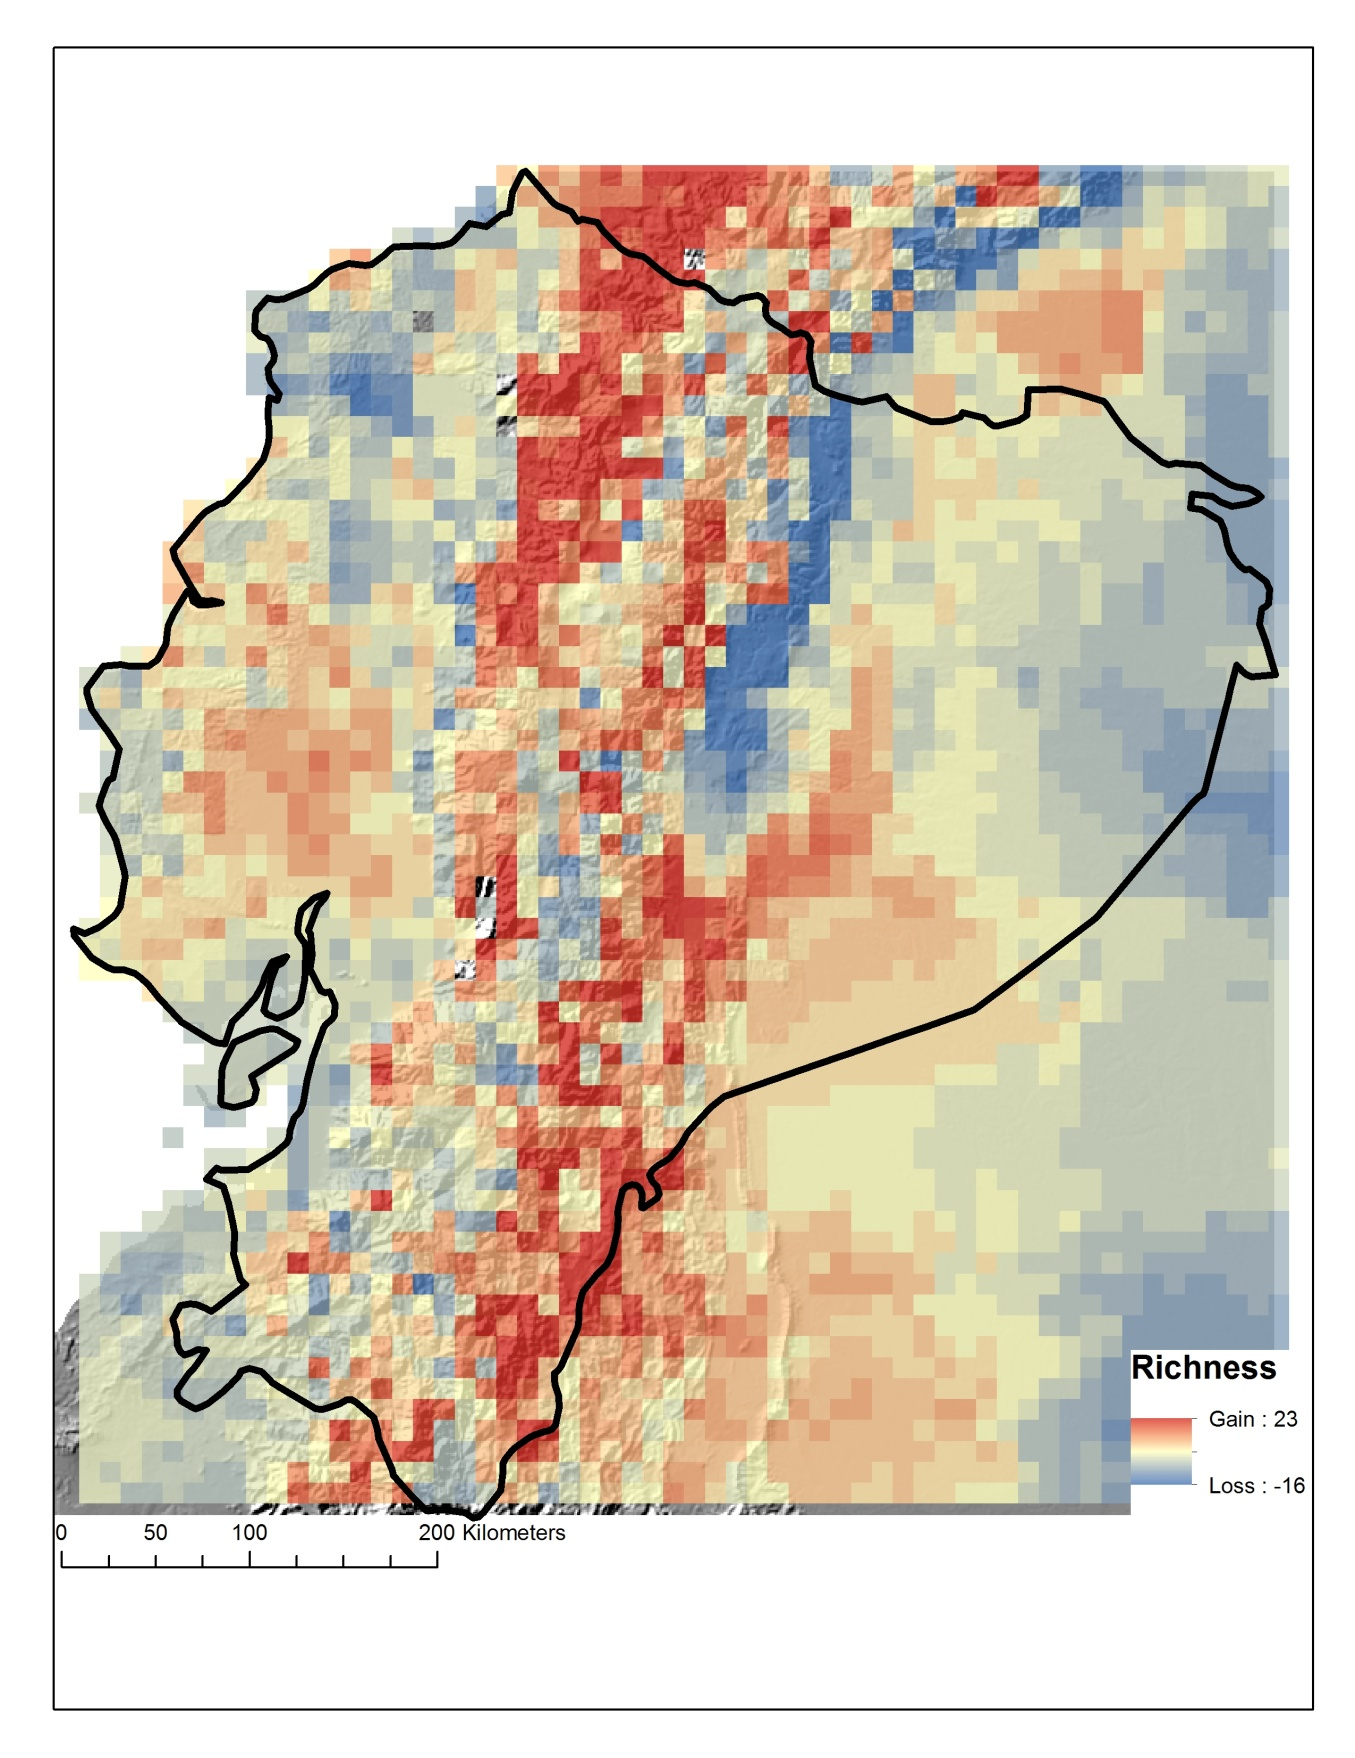 Richness
Gain : 23
Loss : -16
0 50 100 200 Kilometers